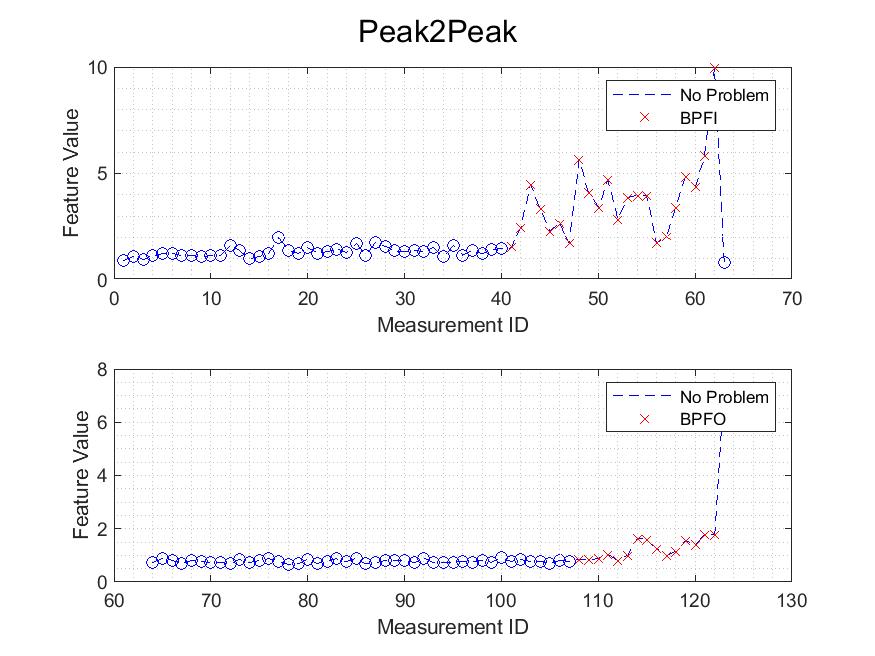 Peak2Peak
10
5
0
Feature Value
No Problem
BPFI
0 10 20 30 40 50 60 70
Measurement ID
8
6
4
2
0
Feature Value
No Problem
BPFO
60 70 80 90 100 110 120 130
Measurement ID